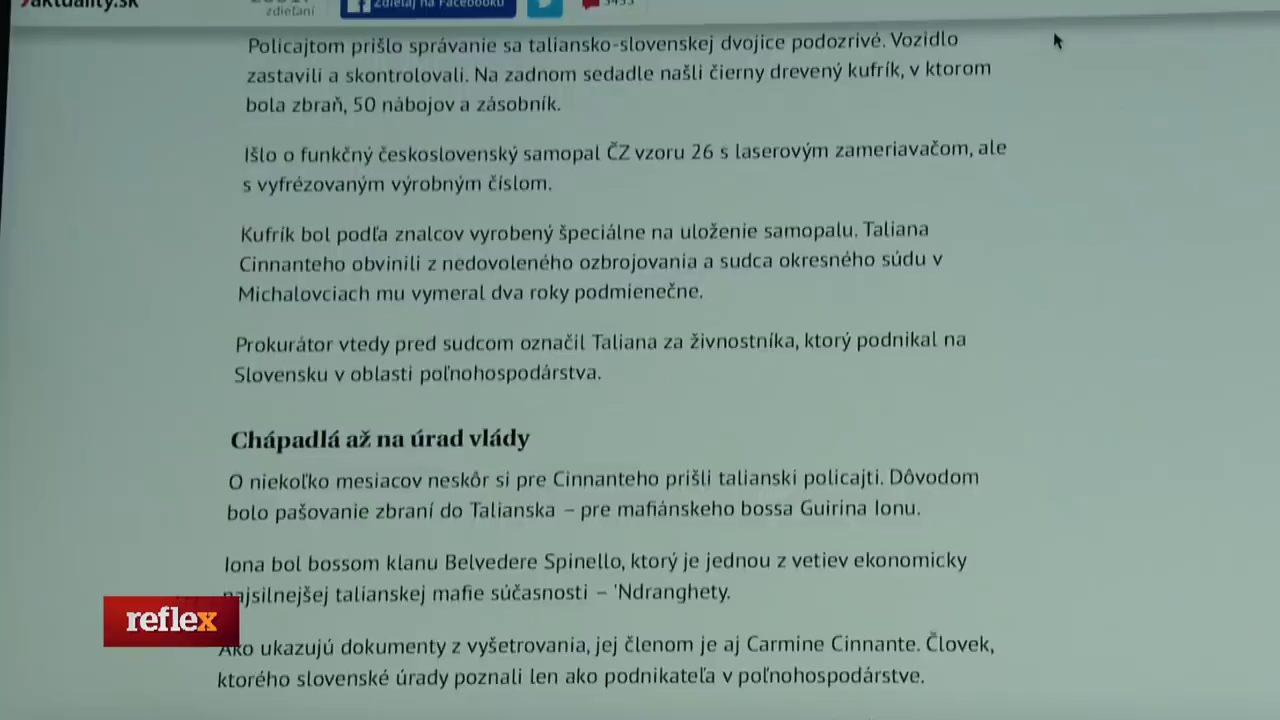 aktuality.sk
zdieľaní
Zdieľaj na Facebooku
Policajtom prišlo správanie sa taliansko-slovenskej dvojice podozrivé. Vozidlo
zastavili a skontrolovali. Na zadnom sedadle našli čierny drevený kufrík, v ktorom
bola zbraň, 50 nábojov a zásobník.
Išlo o funkčný československý samopal ČZ vzoru 26 s laserovým zameriavačom, ale
s vyfrézovaným výrobným číslom.
Kufrík bol podľa znalcov vyrobený špeciálne na uloženie samopalu. Taliana
Cinnanteho obvinili z nedovoleného ozbrojovania a sudca okresného súdu v
Michalovciach mu vymeral dva roky podmienečne.
Prokurátor vtedy pred sudcom označil Taliana za živnostníka, ktorý podnikal na
Slovensku v oblasti poľnohospodárstva.
Chápadlá až na úrad vlády
O niekoľko mesiacov neskôr si pre Cinnanteho prišli talianski policajti. Dôvodom
bolo pašovanie zbraní do Talianska – pre mafiánskeho bossa Guirina Ionu.
Iona bol bossom klanu Belvedere Spinello, ktorý je jednou z vetiev ekonomicky
najsilnejšej talianskej mafie súčasnosti – 'Ndranghety.
reflex
Ako ukazujú dokumenty z vyšetrovania, jej členom je aj Carmine Cinnante. Človek,
ktorého slovenské úrady poznali len ako podnikateľa v poľnohospodárstve.